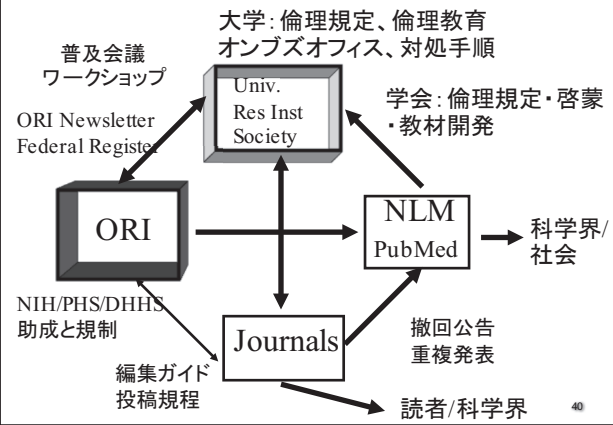 大学：倫理規定、倫理教育
オンブズオフィス、対処手順
普及会議
ワークショップ
Univ.
Res Inst
Society
学会：倫理規定・啓蒙
・教材開発
ORI Newsletter
Federal Register
ORI
NLM
PubMed
科学界/
社会
NIH/PHS/DHHS
助成と規制
Journals
撤回公告
重複発表
編集ガイド
投稿規程
読者/科学界
40